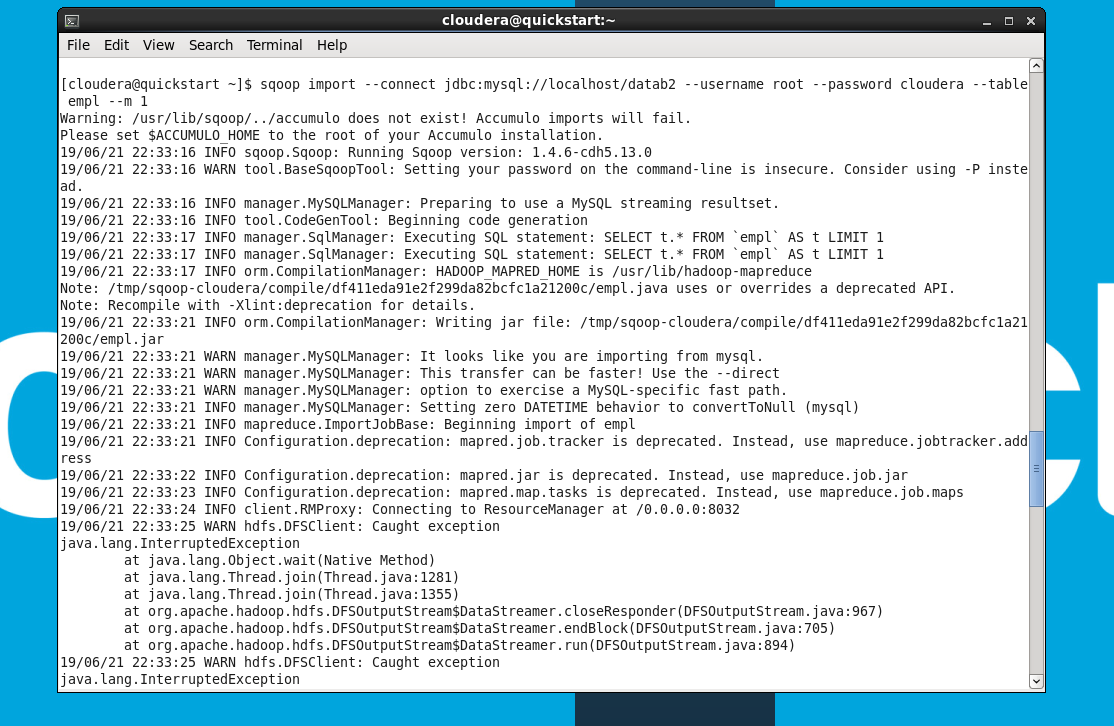 cloudera@quickstart:~
File Edit View Search Terminal Help
[cloudera@quickstart ~]$ sqoop import --connect jdbc:mysql://localhost/datab2 --username root --password cloudera --table
 empl --m 1
Warning: /usr/lib/sqoop/../accumulo does not exist! Accumulo imports will fail.
Please set $ACCUMULO_HOME to the root of your Accumulo installation.
19/06/21 22:33:16 INFO sqoop.Sqoop: Running Sqoop version: 1.4.6-cdh5.13.0
19/06/21 22:33:16 WARN tool.BaseSqoopTool: Setting your password on the command-line is insecure. Consider using -P inste
ad.
19/06/21 22:33:16 INFO manager.MySQLManager: Preparing to use a MySQL streaming resultset.
19/06/21 22:33:16 INFO tool.CodeGenTool: Beginning code generation
19/06/21 22:33:17 INFO manager.SqlManager: Executing SQL statement: SELECT t.* FROM `empl` AS t LIMIT 1
19/06/21 22:33:17 INFO manager.SqlManager: Executing SQL statement: SELECT t.* FROM `empl` AS t LIMIT 1
19/06/21 22:33:17 INFO orm.CompilationManager: HADOOP_MAPRED_HOME is /usr/lib/hadoop-mapreduce
Note: /tmp/sqoop-cloudera/compile/df411eda91e2f299da82bcfc1a21200c/empl.java uses or overrides a deprecated API.
Note: Recompile with -Xlint:deprecation for details.
19/06/21 22:33:21 INFO orm.CompilationManager: Writing jar file: /tmp/sqoop-cloudera/compile/df411eda91e2f299da82bcfc1a21
200c/empl.jar
19/06/21 22:33:21 WARN manager.MySQLManager: It looks like you are importing from mysql.
19/06/21 22:33:21 WARN manager.MySQLManager: This transfer can be faster! Use the --direct
19/06/21 22:33:21 WARN manager.MySQLManager: option to exercise a MySQL-specific fast path.
19/06/21 22:33:21 INFO manager.MySQLManager: Setting zero DATETIME behavior to convertToNull (mysql)
19/06/21 22:33:21 INFO mapreduce.ImportJobBase: Beginning import of empl
19/06/21 22:33:21 INFO Configuration.deprecation: mapred.job.tracker is deprecated. Instead, use mapreduce.jobtracker.add
ress
19/06/21 22:33:22 INFO Configuration.deprecation: mapred.jar is deprecated. Instead, use mapreduce.job.jar
19/06/21 22:33:23 INFO Configuration.deprecation: mapred.map.tasks is deprecated. Instead, use mapreduce.job.maps
19/06/21 22:33:24 INFO client.RMProxy: Connecting to ResourceManager at /0.0.0.0:8032
19/06/21 22:33:25 WARN hdfs.DFSClient: Caught exception
java.lang.InterruptedException
        at java.lang.Object.wait(Native Method)
        at java.lang.Thread.join(Thread.java:1281)
        at java.lang.Thread.join(Thread.java:1355)
        at org.apache.hadoop.hdfs.DFSOutputStream$DataStreamer.closeResponder(DFSOutputStream.java:967)
        at org.apache.hadoop.hdfs.DFSOutputStream$DataStreamer.endBlock(DFSOutputStream.java:705)
        at org.apache.hadoop.hdfs.DFSOutputStream$DataStreamer.run(DFSOutputStream.java:894)
19/06/21 22:33:25 WARN hdfs.DFSClient: Caught exception
java.lang.InterruptedException